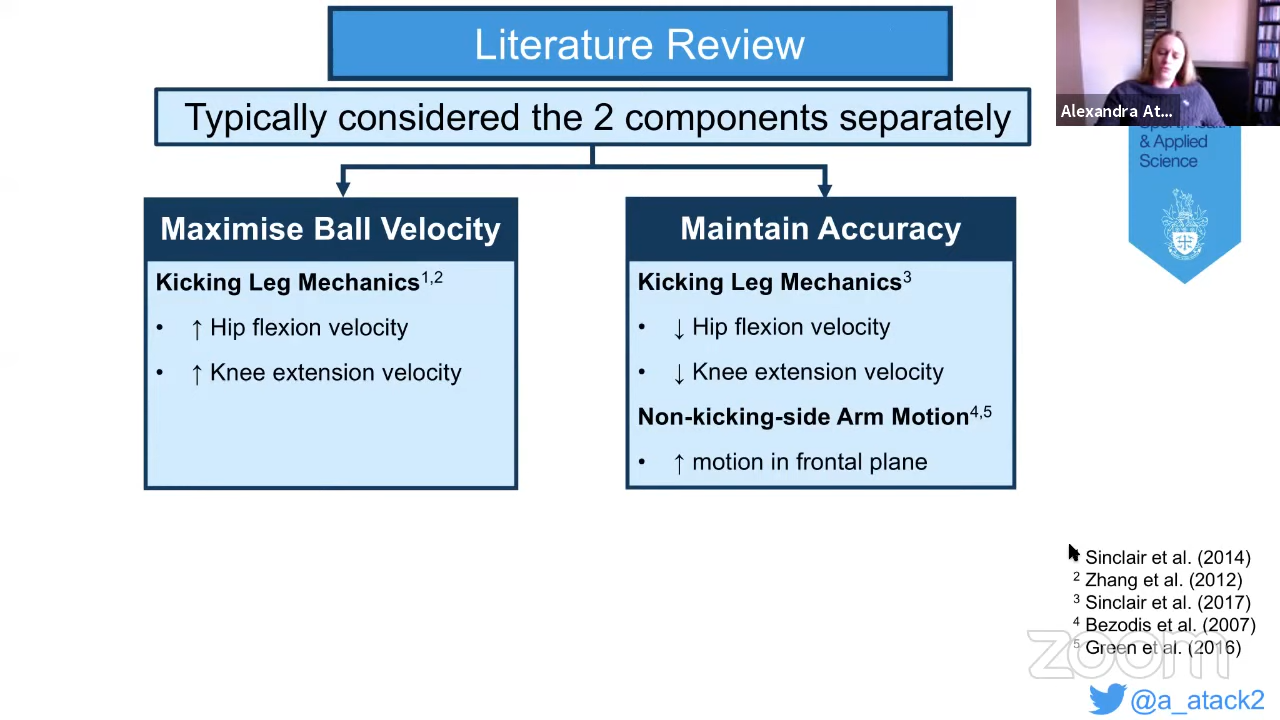 Literature Review
Typically considered the 2 components separately
Maximise Ball Velocity
Kicking Leg Mechanics1,2
• ↑ Hip flexion velocity
• ↑ Knee extension velocity
Maintain Accuracy
Kicking Leg Mechanics3
• ↓ Hip flexion velocity
• ↓ Knee extension velocity
Non-kicking-side Arm Motion4,5
• ↑ motion in frontal plane
Alexandra At...
& Applied
Science
Sinclair et al. (2014)
2 Zhang et al. (2012)
3 Sinclair et al. (2017)
4 Bezodis et al. (2007)
5 Green et al. (2016)
zoom
@a_atack2